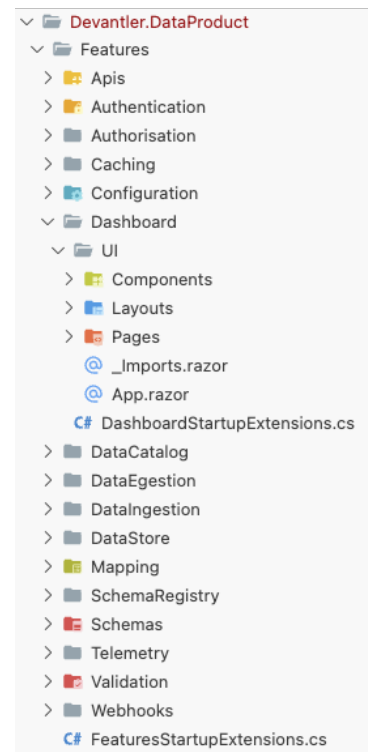 Devantler.DataProduct
Features
Apis
Authentication
Authorisation
Caching
Configuration
Dashboard
UI
Components
Layouts
Pages
_Imports.razor
App.razor
C# DashboardStartupExtensions.cs
DataCatalog
DataEgestion
DataIngestion
DataStore
Mapping
SchemaRegistry
Schemas
Telemetry
Validation
Webhooks
C# FeaturesStartupExtensions.cs